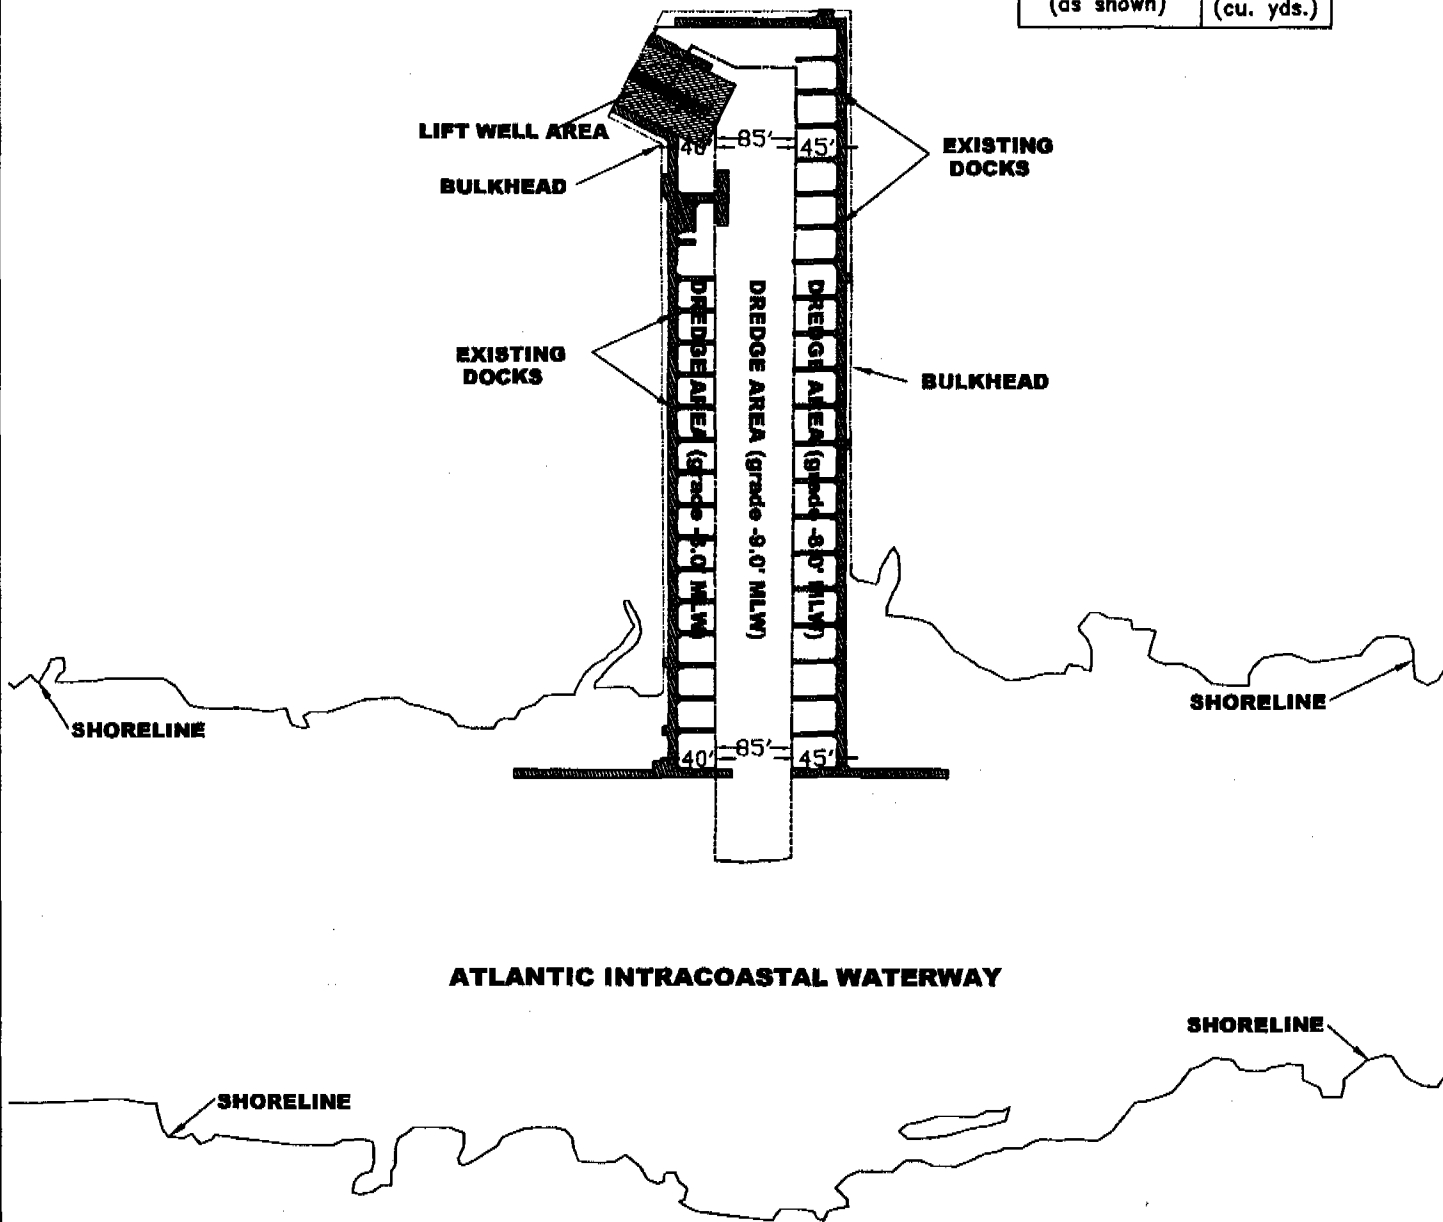 (as shown)
(cu. yds.)
LIFT WELL AREA
BULKHEAD
40'
85'
45'
EXISTING
DOCKS
EXISTING
DOCKS
DREDGE AREA (grade -8.0' MLW)
DREDGE AREA (grade -9.0' MLW)
DREDGE AREA (grade -8.0' MLW)
BULKHEAD
SHORELINE
SHORELINE
40'
85'
45'
ATLANTIC INTRACOASTAL WATERWAY
SHORELINE
SHORELINE